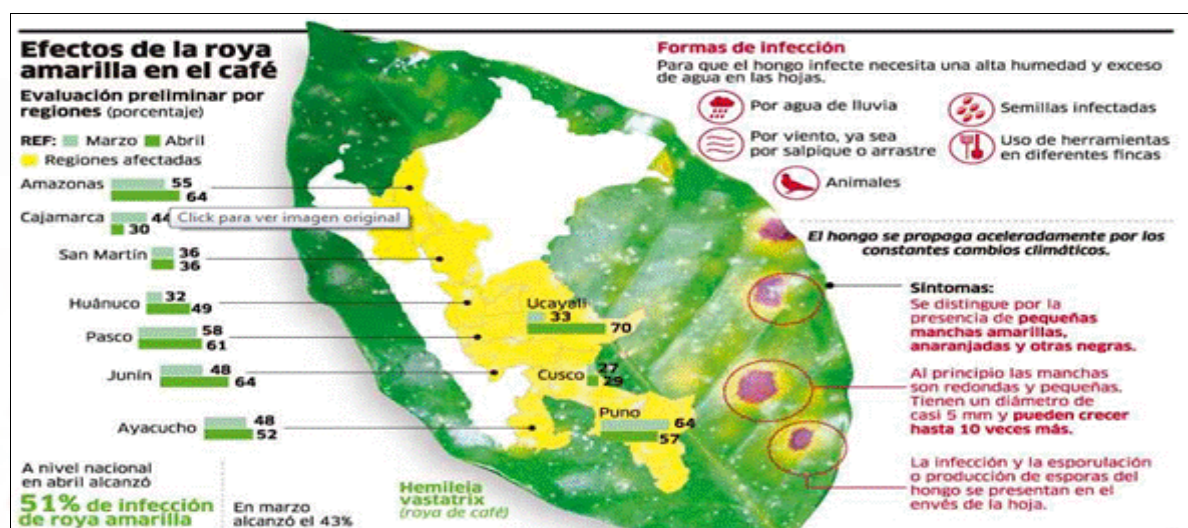 Efectos de la roya
amarilla en el café
Evaluación preliminar por
regiones (porcentaje)
REF: Marzo Abril
Regiones afectadas
Amazonas 55
64
Cajamarca 44
30
Click para ver imagen original
San Martín 36
36
Huánuco 32
49
Pasco 58
61
Junín 48
64
Ayacucho 48
52
Ucayali
33
70
Cusco 27
29
Puno
64
57
A nivel nacional
en abril alcanzó
51% de infección
de roya amarilla
En marzo
alcanzó el 43%
Hemileia
vastatrix
(roya de café)
Formas de infección
Para que el hongo infecte necesita una alta humedad y exceso
de agua en las hojas.
Por agua de lluvia
Semillas infectadas
Por viento, ya sea
por salpique o arrastre
Uso de herramientas
en diferentes fincas
Animales
El hongo se propaga aceleradamente por los
constantes cambios climáticos.
Síntomas:
Se distingue por la
presencia de pequeñas
manchas amarillas,
anaranjadas y otras negras.
Al principio las manchas
son redondas y pequeñas.
Tienen un diámetro de
casi 5 mm y pueden crecer
hasta 10 veces más.
La infección y la esporulación
o producción de esporas del
hongo se presentan en el
envés de la hoja.